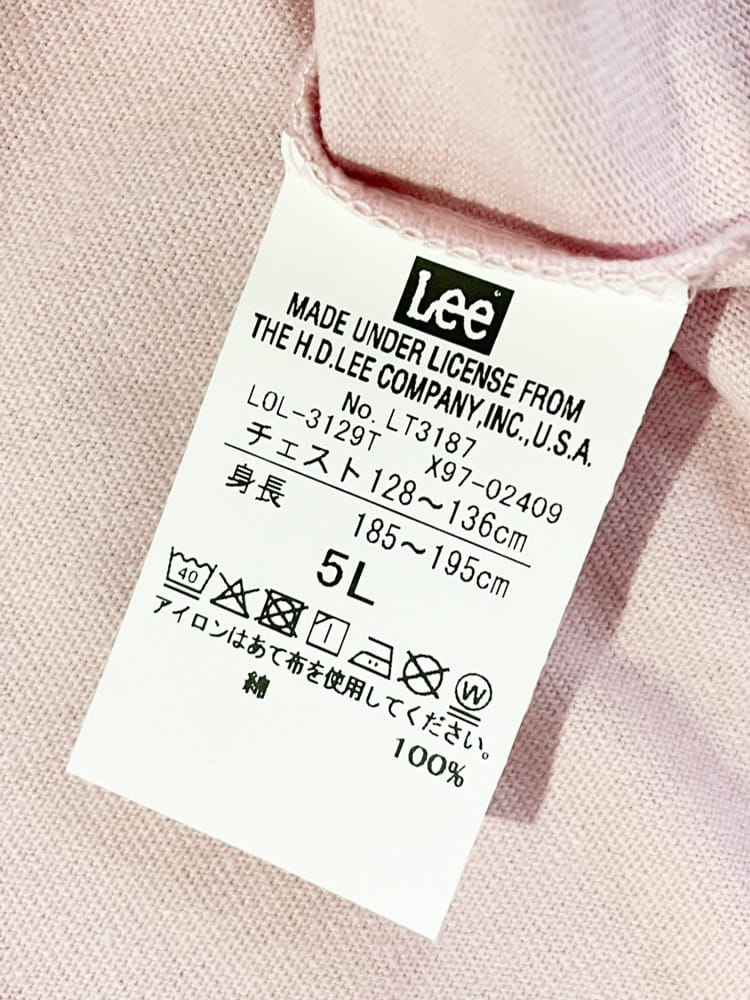 Lee
MADE UNDER LICENSE FROM
THE H.D.LEE COMPANY,INC.,U.S.A.
No. LT3187
LOL-3129T X97-02409
チェスト128〜136cm
身長 185〜195cm
5L
40 W
アイロンはあて布を使用してください。
綿 100%